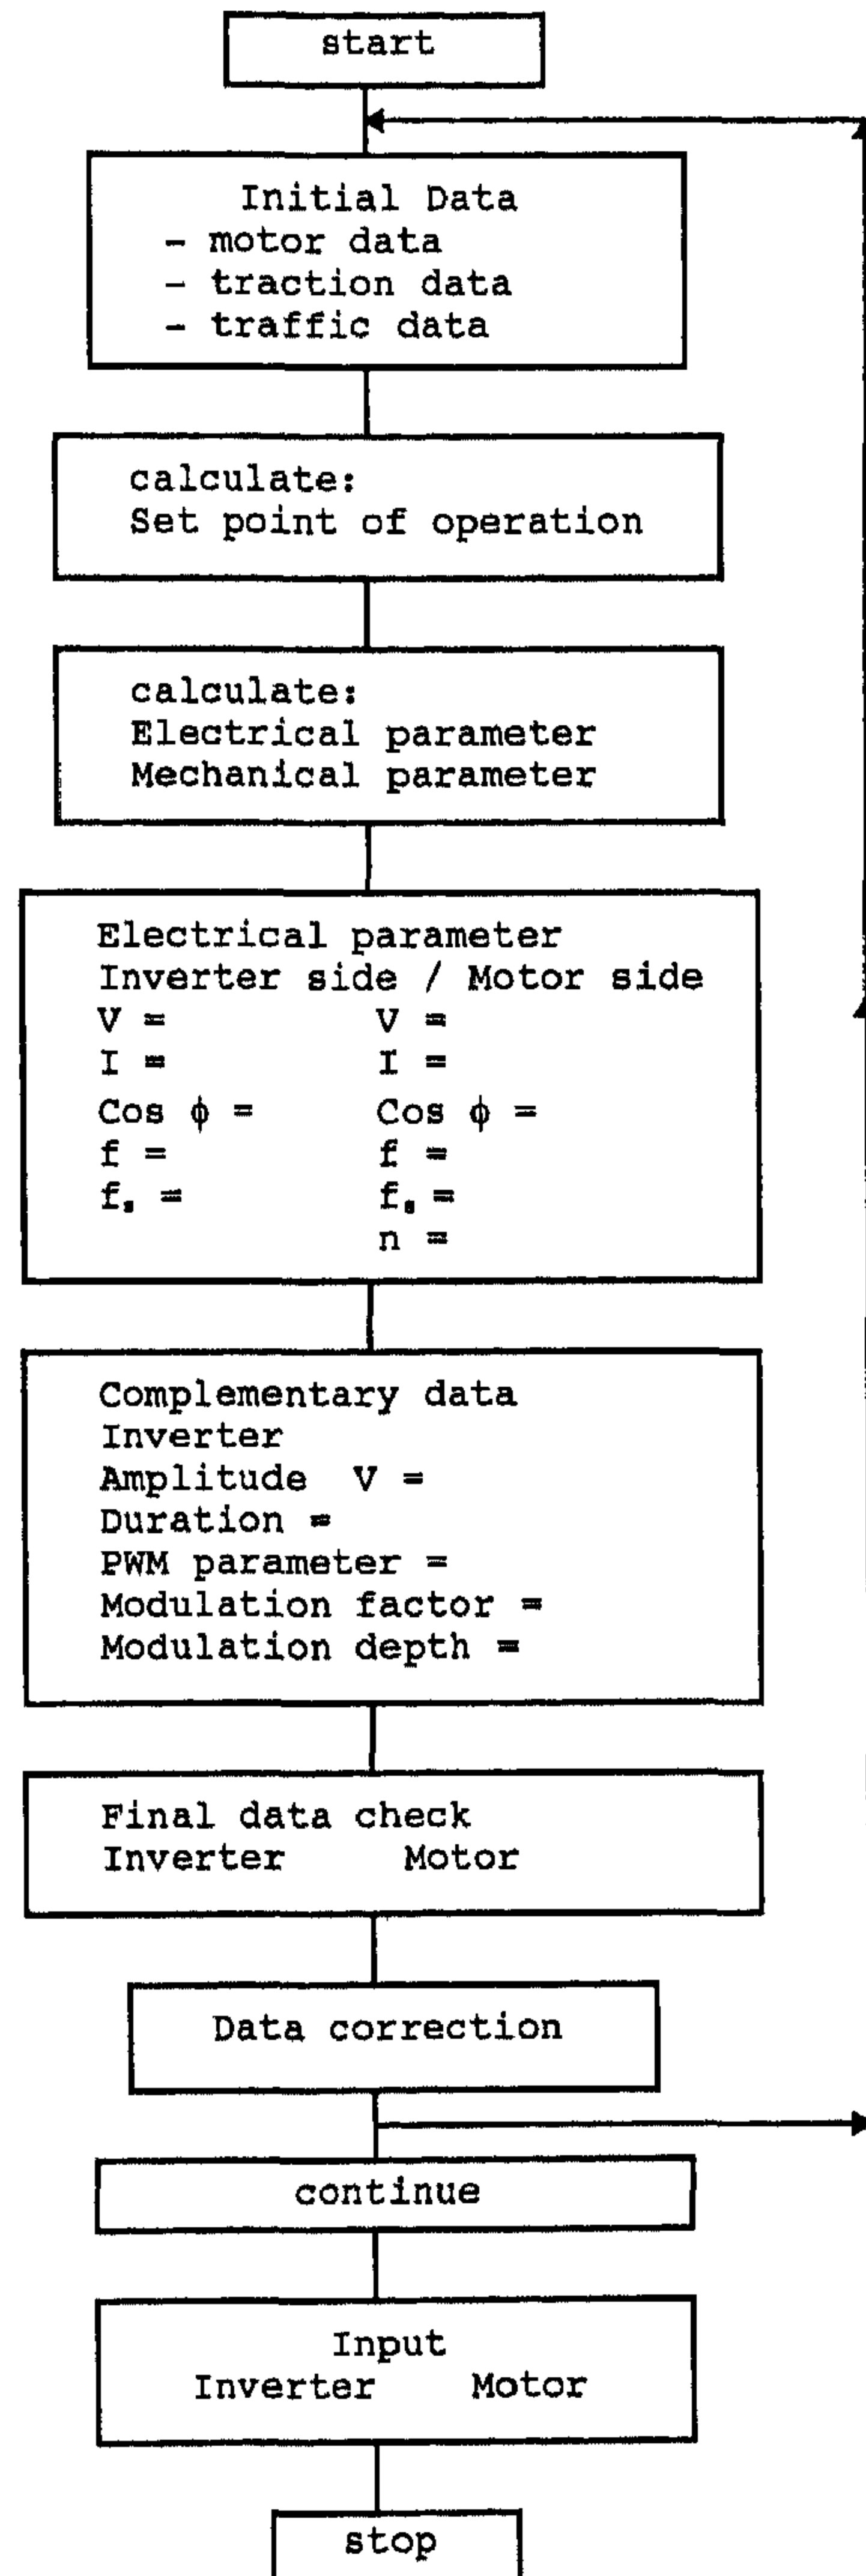 start
Initial Data
- motor data
- traction data
- traffic data
calculate:
Set point of operation
calculate:
Electrical parameter
Mechanical parameter
Electrical parameter
Inverter side / Motor side
V = V =
I = I =
Cos ϕ = Cos ϕ =
f = f =
fₛ = fₛ =
n =
Complementary data
Inverter
Amplitude V =
Duration =
PWM parameter =
Modulation factor =
Modulation depth =
Final data check
Inverter Motor
Data correction
continue
Input
Inverter Motor
stop